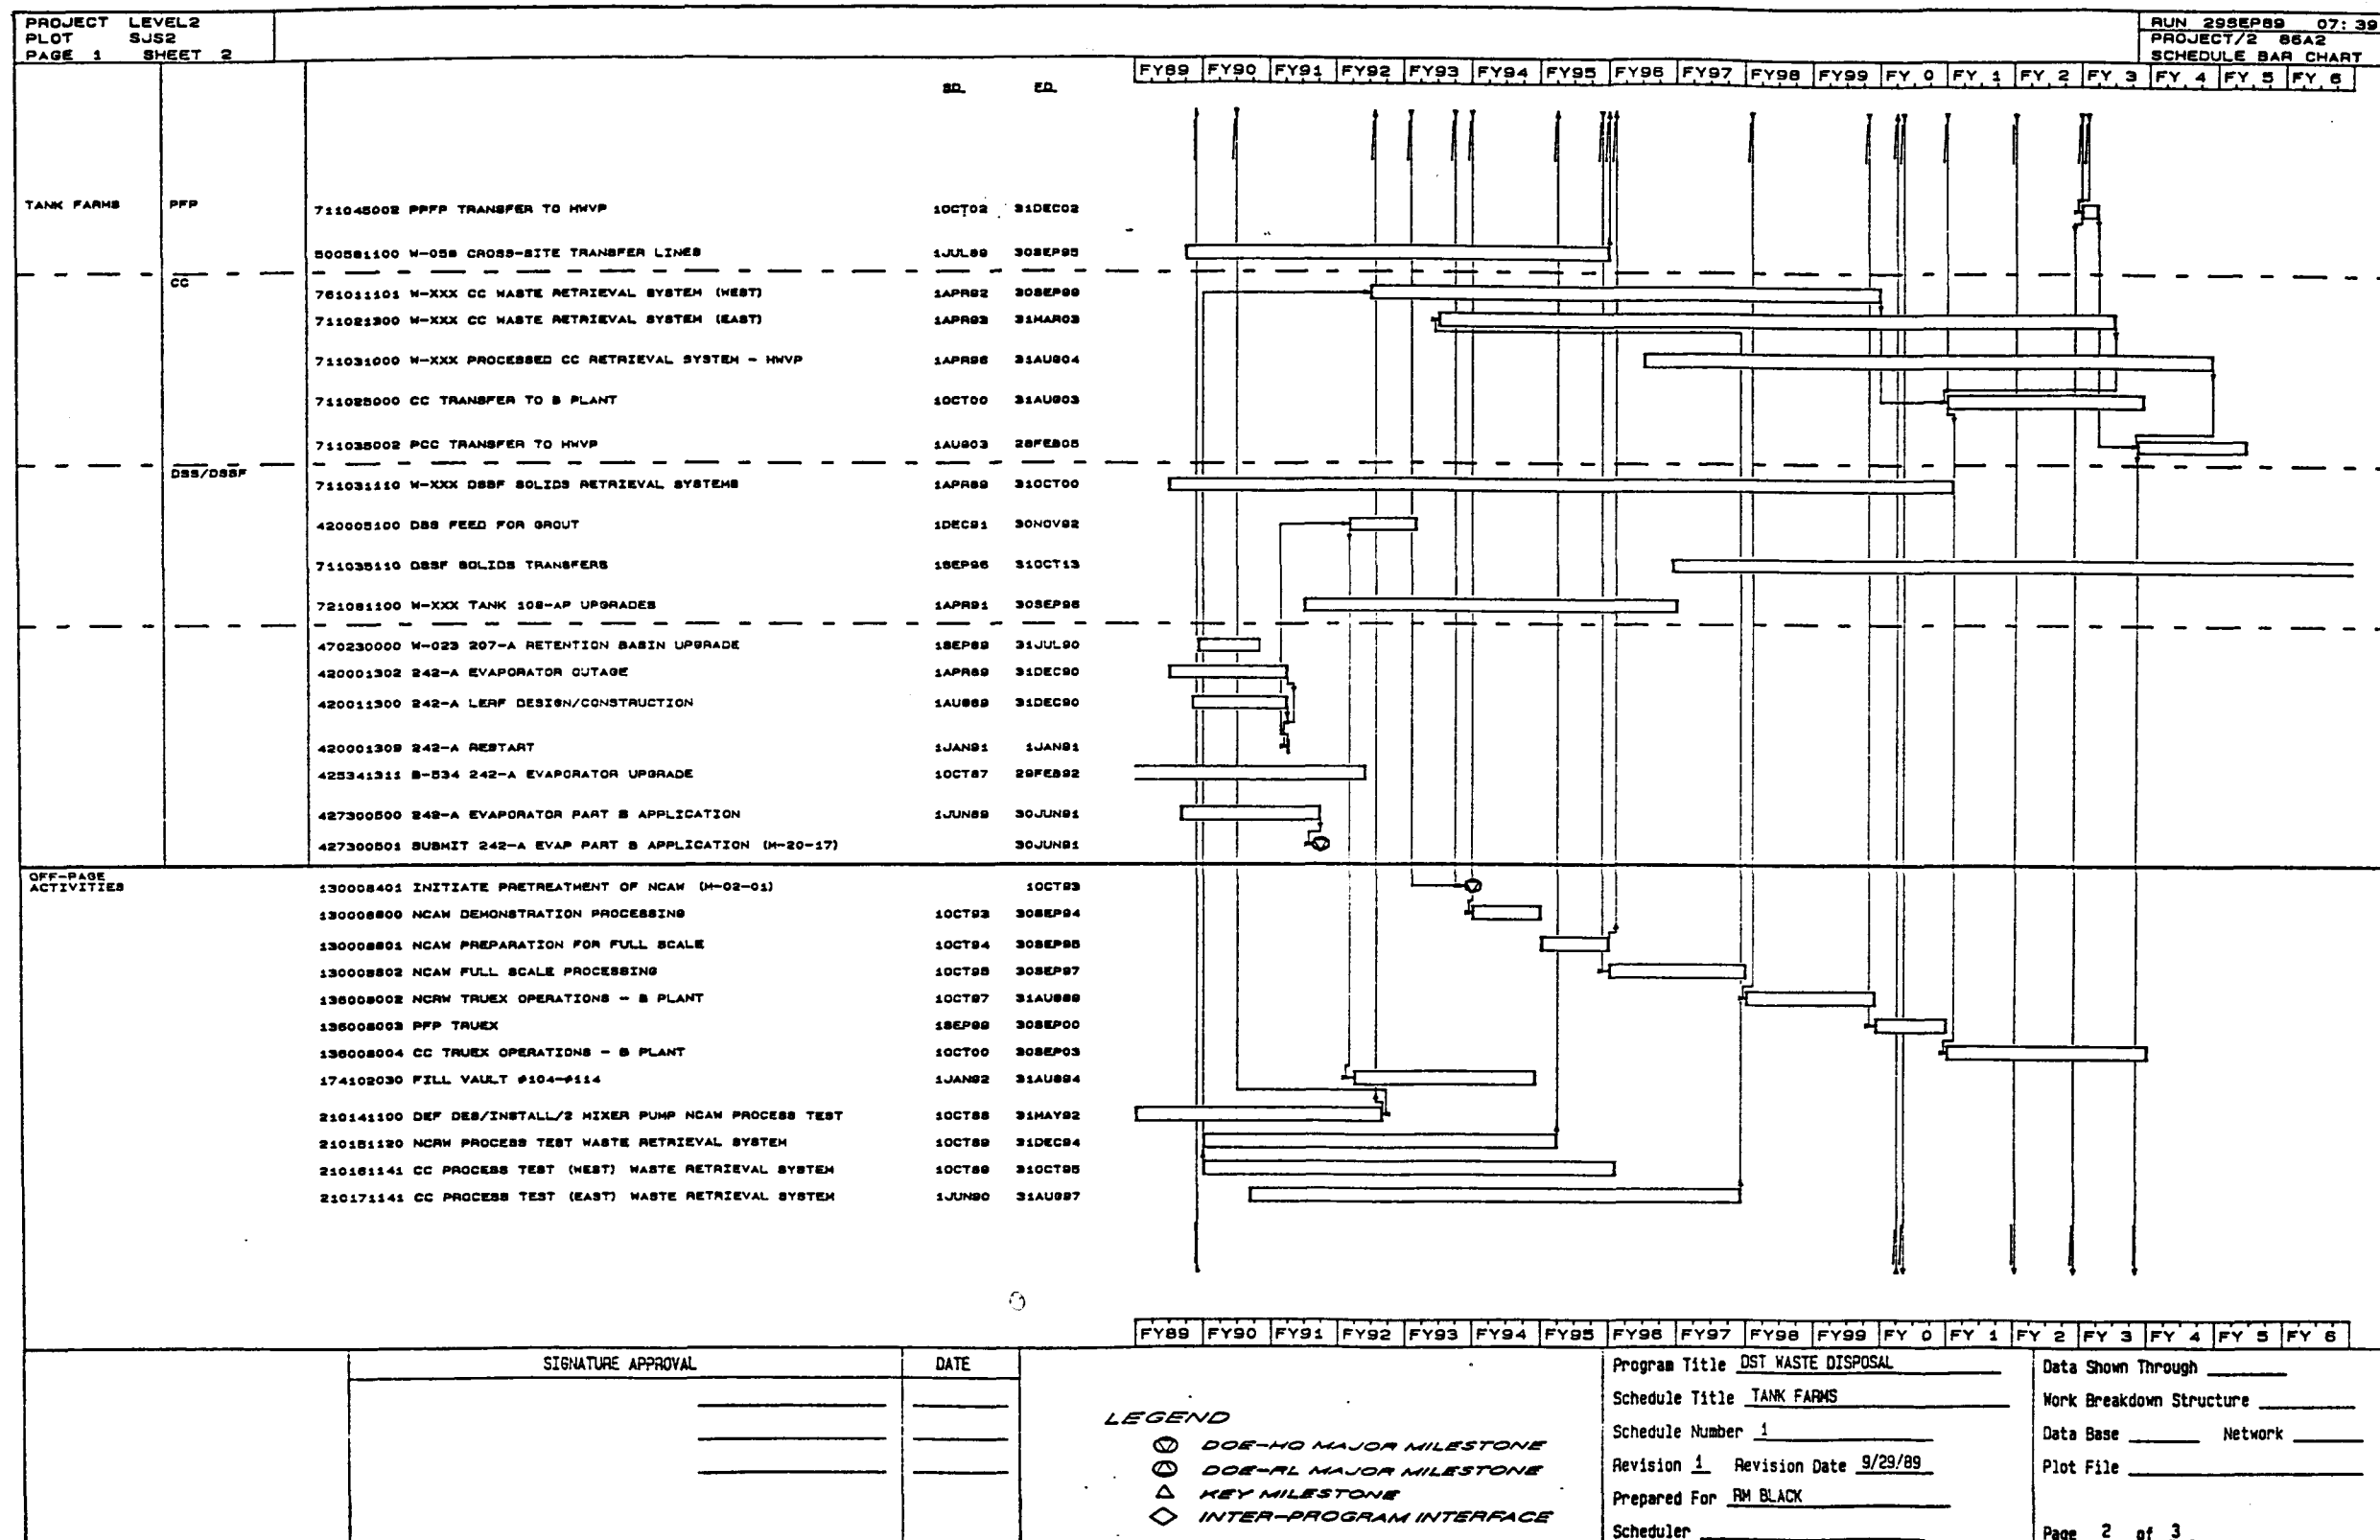 PROJECT LEVEL2
PLOT SJS2
PAGE 1 SHEET 2
RUN 29SEP89 07:39
PROJECT/2 86A2
SCHEDULE BAR CHART
FY89 FY90 FY91 FY92 FY93 FY94 FY95 FY96 FY97 FY98 FY99 FY 0 FY 1 FY 2 FY 3 FY 4 FY 5 FY 6
SD ED
TANK FARMS PFP 711045002 PPFP TRANSFER TO HWVP 1OCT02 31DEC02
500581100 W-058 CROSS-SITE TRANSFER LINES 1JUL89 30SEP95
CC
761011101 W-XXX CC WASTE RETRIEVAL SYSTEM (WEST) 1APR92 30SEP99
711021300 W-XXX CC WASTE RETRIEVAL SYSTEM (EAST) 1APR93 31MAR03
711031000 W-XXX PROCESSED CC RETRIEVAL SYSTEM - HWVP 1APR96 31AUG04
711025000 CC TRANSFER TO B PLANT 1OCT00 31AUG03
711035002 PCC TRANSFER TO HWVP 1AUG03 28FEB05
DSS/DSSF
711031110 W-XXX DSSF SOLIDS RETRIEVAL SYSTEMS 1APR89 31OCT00
420005100 DSS FEED FOR GROUT 1DEC91 30NOV92
711035110 DSSF SOLIDS TRANSFERS 1SEP96 31OCT13
721081100 W-XXX TANK 102-AP UPGRADES 1APR91 30SEP96
470230000 W-023 207-A RETENTION BASIN UPGRADE 1SEP89 31JUL90
420001302 242-A EVAPORATOR OUTAGE 1APR89 31DEC90
420011300 242-A LERF DESIGN/CONSTRUCTION 1AUG89 31DEC90
420001309 242-A RESTART 1JAN91 1JAN91
425341311 B-534 242-A EVAPORATOR UPGRADE 1OCT87 29FEB92
427300500 242-A EVAPORATOR PART B APPLICATION 1JUN89 30JUN91
427300501 SUBMIT 242-A EVAP PART B APPLICATION (M-20-17) 30JUN91
OFF-PAGE
ACTIVITIES
130008401 INITIATE PRETREATMENT OF NCAW (M-02-01) 1OCT93
130008800 NCAW DEMONSTRATION PROCESSING 1OCT93 30SEP94
130008801 NCAW PREPARATION FOR FULL SCALE 1OCT94 30SEP95
130008802 NCAW FULL SCALE PROCESSING 1OCT95 30SEP97
136008002 NCRW TRUEX OPERATIONS - B PLANT 1OCT97 31AUG99
136008003 PFP TRUEX 1SEP99 30SEP00
136008004 CC TRUEX OPERATIONS - B PLANT 1OCT00 30SEP03
174102030 FILL VAULT #104-#114 1JAN92 31AUG94
210141100 DEF DES/INSTALL/2 MIXER PUMP NCAW PROCESS TEST 1OCT88 31MAY92
210151120 NCRW PROCESS TEST WASTE RETRIEVAL SYSTEM 1OCT89 31DEC94
210161141 CC PROCESS TEST (WEST) WASTE RETRIEVAL SYSTEM 1OCT89 31OCT95
210171141 CC PROCESS TEST (EAST) WASTE RETRIEVAL SYSTEM 1JUN90 31AUG97
FY89 FY90 FY91 FY92 FY93 FY94 FY95 FY96 FY97 FY98 FY99 FY 0 FY 1 FY 2 FY 3 FY 4 FY 5 FY 6
SIGNATURE APPROVAL DATE
LEGEND
DOE-HQ MAJOR MILESTONE
DOE-RL MAJOR MILESTONE
KEY MILESTONE
INTER-PROGRAM INTERFACE
Program Title DST WASTE DISPOSAL
Schedule Title TANK FARMS
Schedule Number 1
Revision 1 Revision Date 9/29/89
Prepared For RM BLACK
Scheduler
Data Shown Through
Work Breakdown Structure
Data Base Network
Plot File
Page 2 of 3